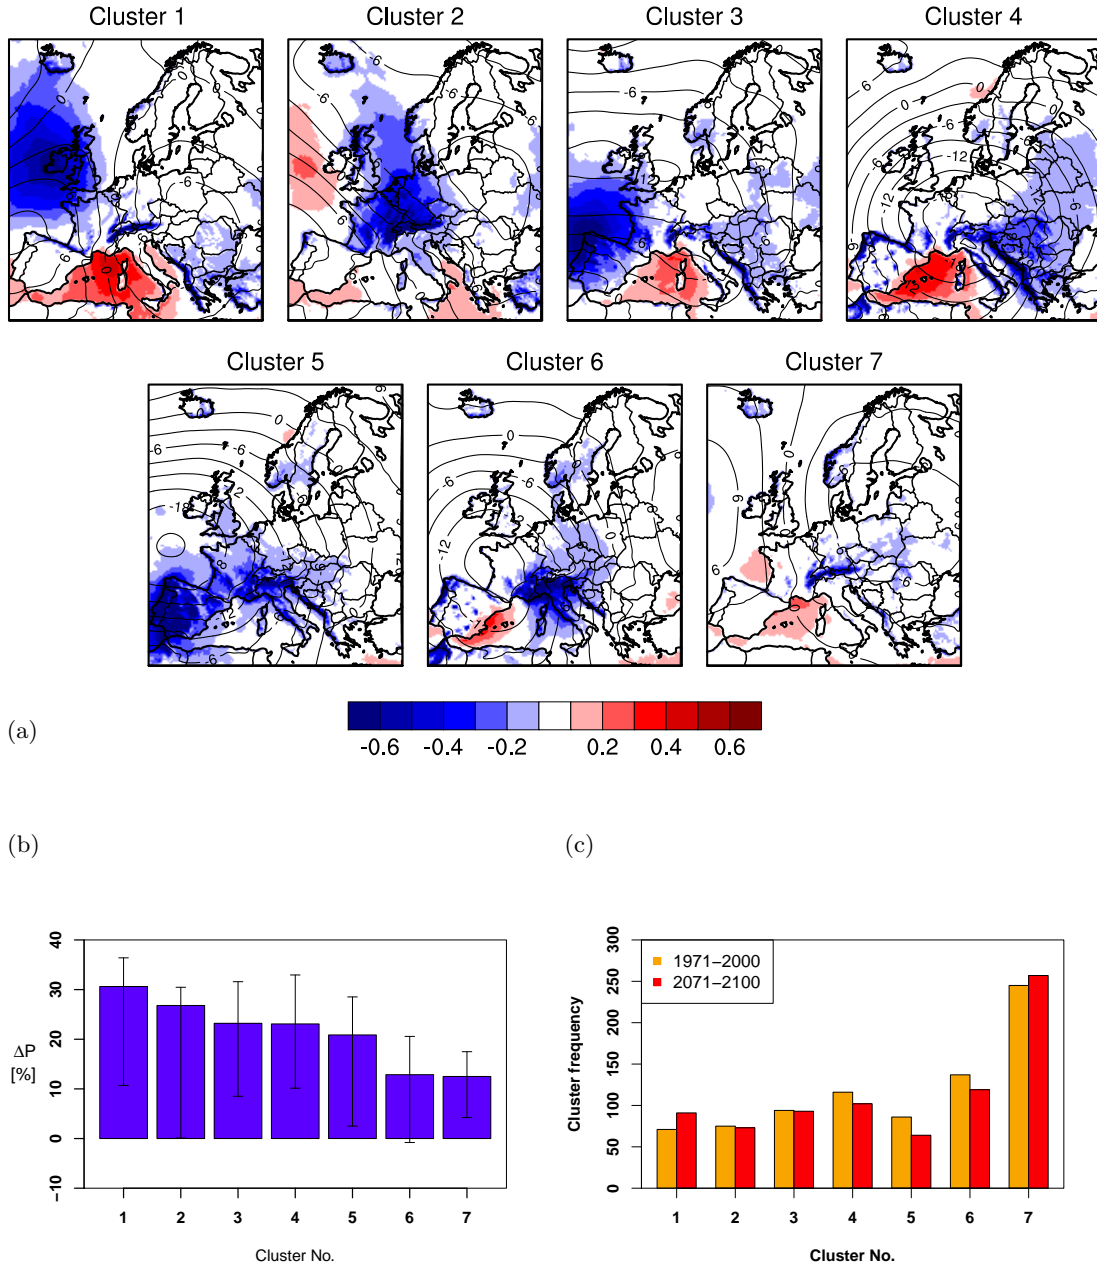 Cluster 1 Cluster 2 Cluster 3 Cluster 4
Cluster 5 Cluster 6 Cluster 7
(a)
-0.6 -0.4 -0.2 0.2 0.4 0.6
(b) (c)
ΔP
[%]
40
30
20
10
0
−10
1 2 3 4 5 6 7
Cluster No.
Cluster frequency
300
250
200
150
100
50
0
1971−2000
2071−2100
1 2 3 4 5 6 7
Cluster No.